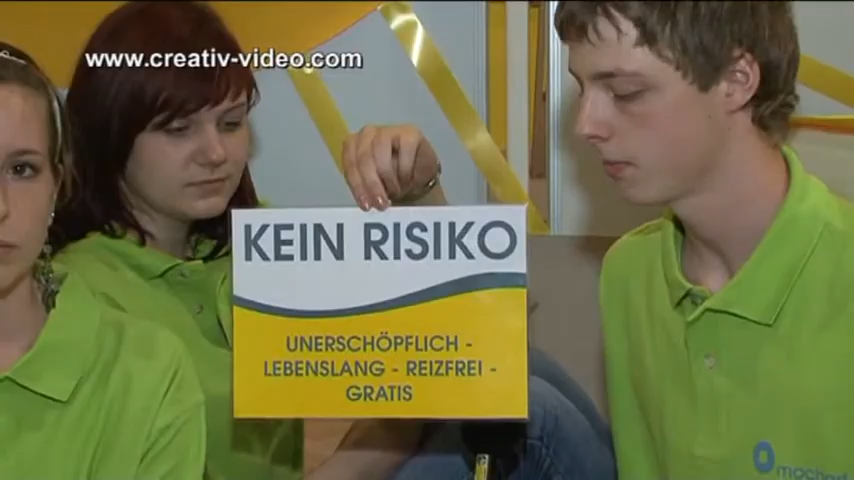 www.creativ-video.com
KEIN RISIKO
UNERSCHÖPFLICH -
LEBENSLANG - REIZFREI -
GRATIS